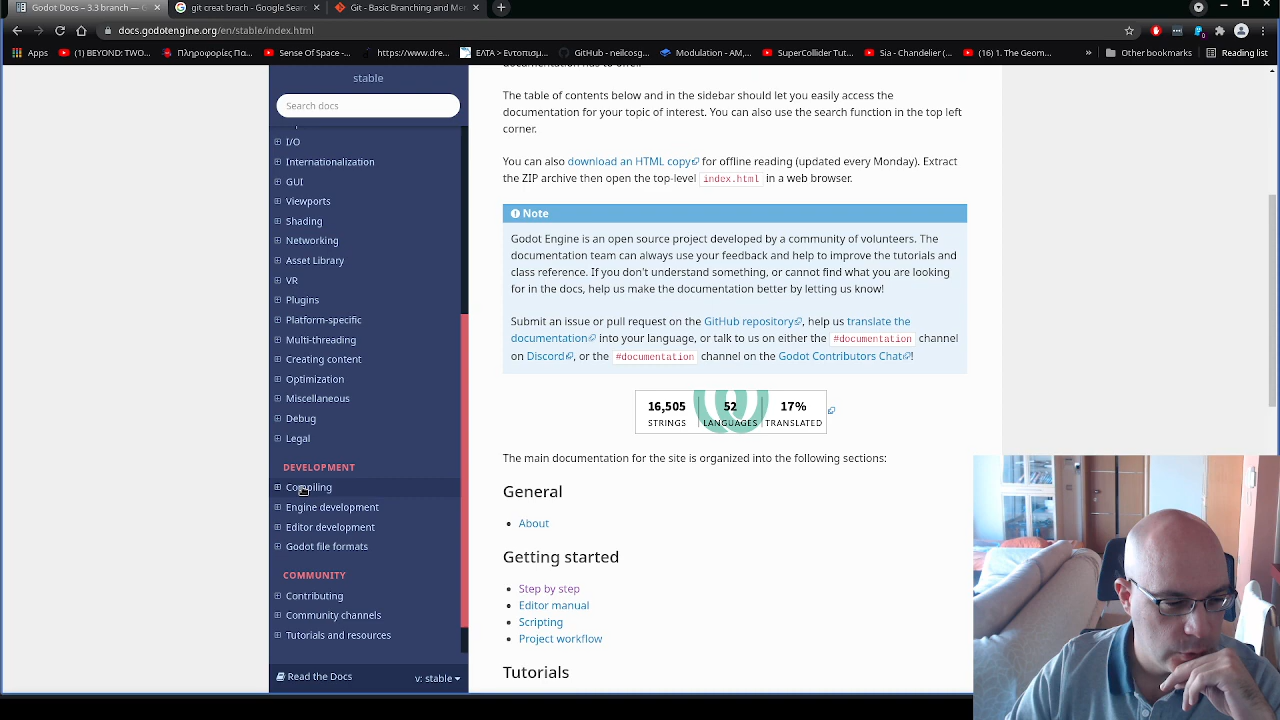 Godot Docs – 3.3 branch —
git creat brach - Google Sear
Git - Basic Branching and Me
docs.godotengine.org/en/stable/index.html
Apps
(1) BEYOND: TWO...
Πληροφορίες Πα...
Sense Of Space -...
https://www.dre...
ΕΛΤΑ > Εντοπισμ...
GitHub - neilcosg...
Modulation - AM,...
SuperCollider Tut...
Sia - Chandelier (...
(16) 1. The Geom...
»
Other bookmarks
Reading list
stable
Search docs
I/O
Internationalization
GUI
Viewports
Shading
Networking
Asset Library
VR
Plugins
Platform-specific
Multi-threading
Creating content
Optimization
Miscellaneous
Debug
Legal
DEVELOPMENT
Compiling
Engine development
Editor development
Godot file formats
COMMUNITY
Contributing
Community channels
Tutorials and resources
Read the Docs
v: stable
The table of contents below and in the sidebar should let you easily access the
documentation for your topic of interest. You can also use the search function in the top left
corner.
You can also download an HTML copy for offline reading (updated every Monday). Extract
the ZIP archive then open the top-level index.html in a web browser.
Note
Godot Engine is an open source project developed by a community of volunteers. The
documentation team can always use your feedback and help to improve the tutorials and
class reference. If you don't understand something, or cannot find what you are looking
for in the docs, help us make the documentation better by letting us know!
Submit an issue or pull request on the GitHub repository, help us translate the
documentation into your language, or talk to us on either the #documentation channel
on Discord, or the #documentation channel on the Godot Contributors Chat!
16,505 52 17%
STRINGS LANGUAGES TRANSLATED
The main documentation for the site is organized into the following sections:
General
• About
Getting started
• Step by step
• Editor manual
• Scripting
• Project workflow
Tutorials